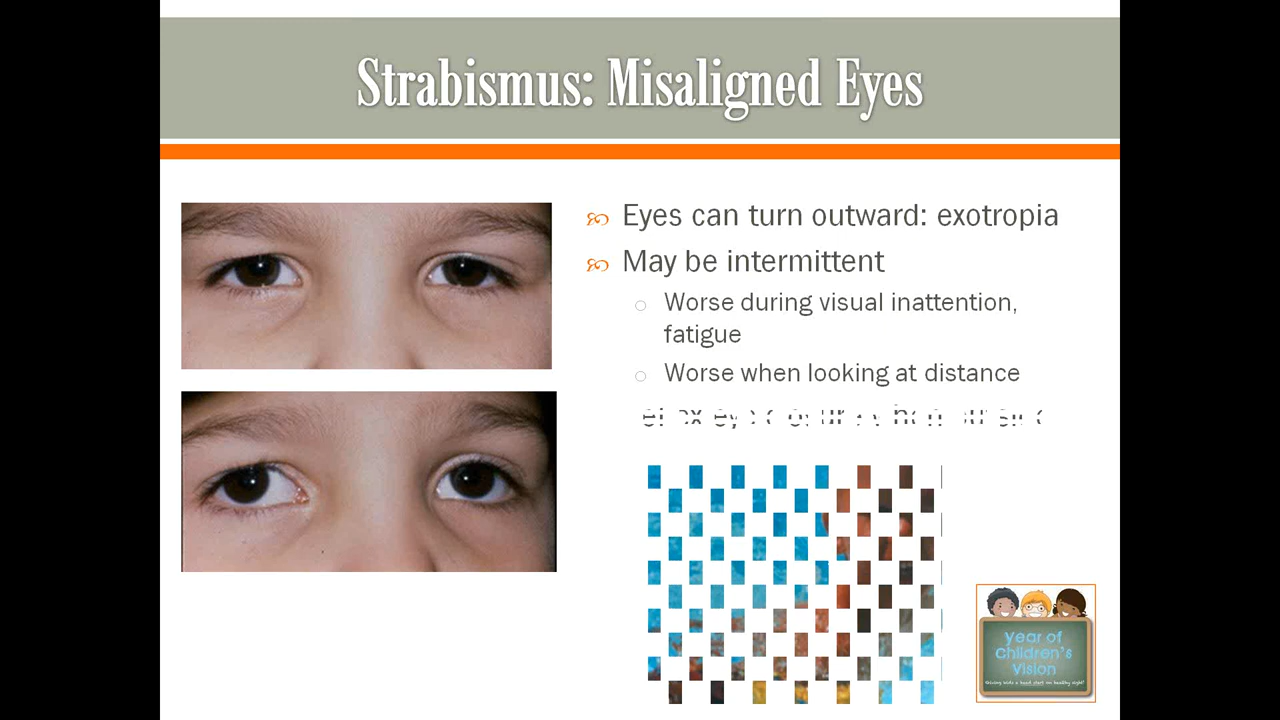 Strabismus: Misaligned Eyes
Eyes can turn outward: exotropia
May be intermittent
Worse during visual inattention,
fatigue
Worse when looking at distance
Year of
Children's
Vision